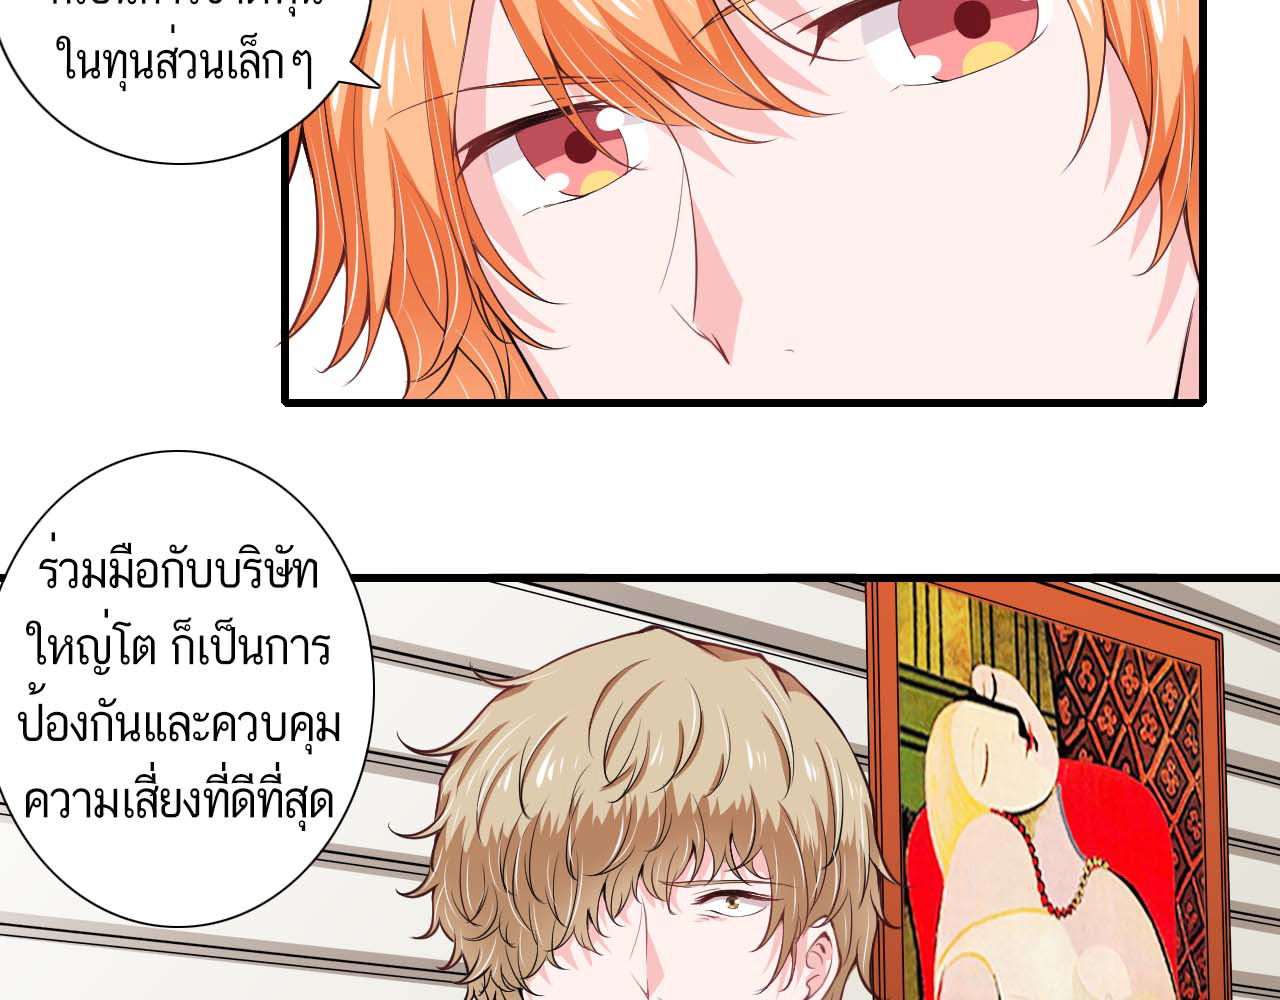 ในทุนส่วนเล็กๆ
ร่วมมือกับบริษัท
ใหญ่โต ก็เป็นการ
ป้องกันและควบคุม
ความเสี่ยงที่ดีที่สุด